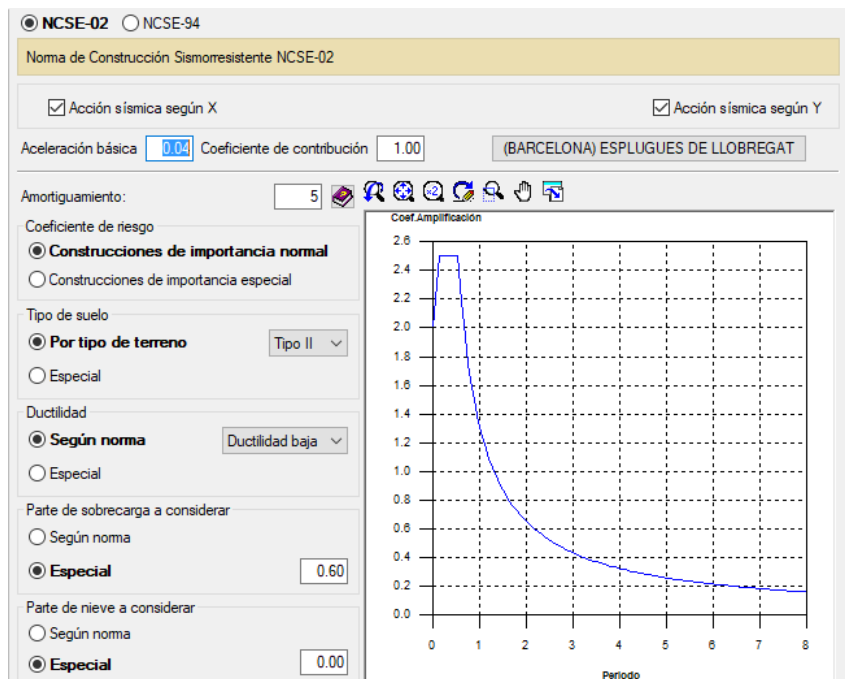 NCSE-02 NCSE-94
Norma de Construcción Sismorresistente NCSE-02
Acción sísmica según X Acción sísmica según Y
Aceleración básica 0.04 Coeficiente de contribución 1.00 (BARCELONA) ESPLUGUES DE LLOBREGAT
Amortiguamiento: 5
x2
Coeficiente de riesgo
Construcciones de importancia normal
Construcciones de importancia especial
Tipo de suelo
Por tipo de terreno Tipo II
Especial
Ductilidad
Según norma Ductilidad baja
Especial
Parte de sobrecarga a considerar
Según norma
Especial 0.60
Parte de nieve a considerar
Según norma
Especial 0.00
Coef.Amplificación
2.6
2.4
2.2
2.0
1.8
1.6
1.4
1.2
1.0
0.8
0.6
0.4
0.2
0.0
0 1 2 3 4 5 6 7 8
Periodo